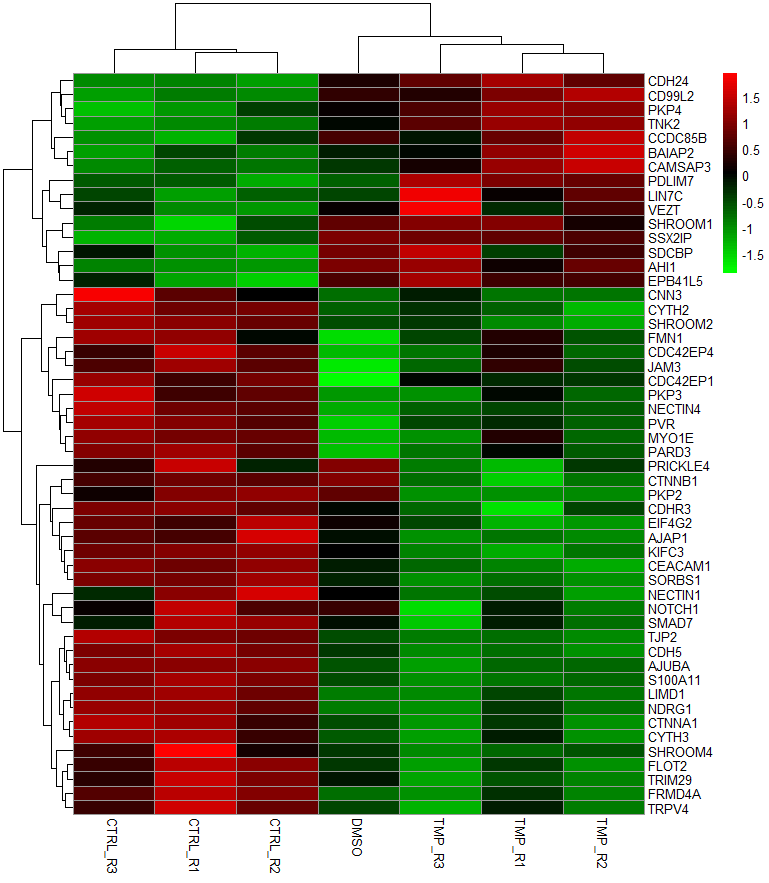 CDH24
CD99L2
PKP4
TNK2
CCDC85B
BAIAP2
CAMSAP3
PDLIM7
LIN7C
VEZT
SHROOM1
SSX2IP
SDCBP
AHI1
EPB41L5
CNN3
CYTH2
SHROOM2
FMN1
CDC42EP4
JAM3
CDC42EP1
PKP3
NECTIN4
PVR
MYO1E
PARD3
PRICKLE4
CTNNB1
PKP2
CDHR3
EIF4G2
AJAP1
KIFC3
CEACAM1
SORBS1
NECTIN1
NOTCH1
SMAD7
TJP2
CDH5
AJUBA
S100A11
LIMD1
NDRG1
CTNNA1
CYTH3
SHROOM4
FLOT2
TRIM29
FRMD4A
TRPV4
1.5
1
0.5
0
-0.5
-1
-1.5
CTRL_R3
CTRL_R1
CTRL_R2
DMSO
TMP_R3
TMP_R1
TMP_R2